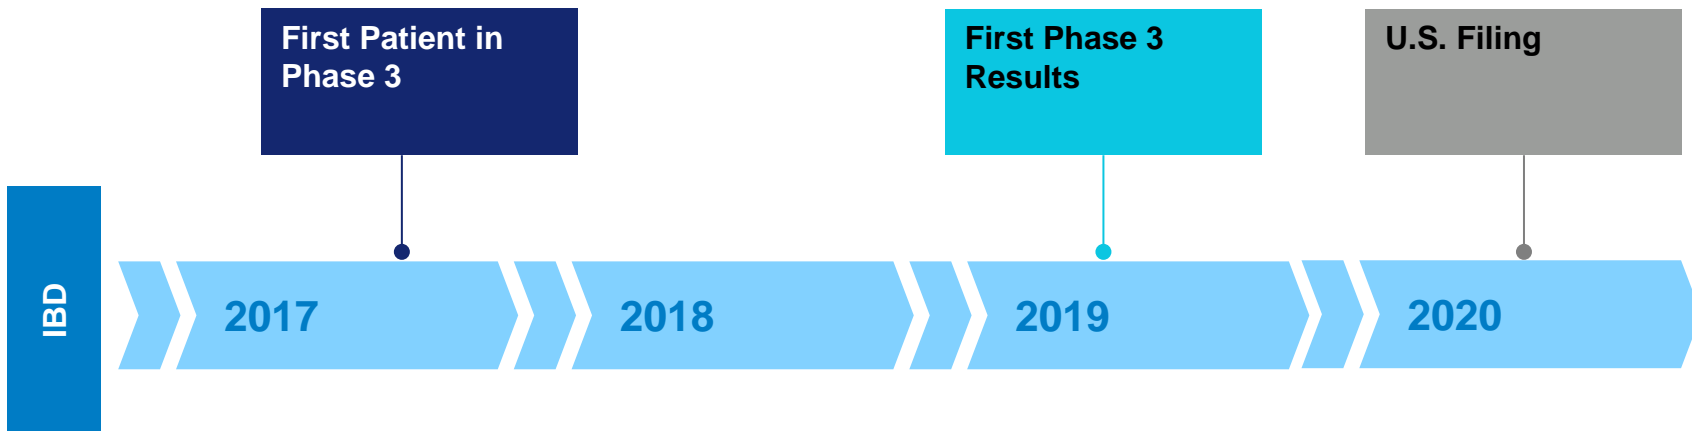 First Patient in
Phase 3
First Phase 3
Results
U.S. Filing
IBD
2017
2018
2019
2020